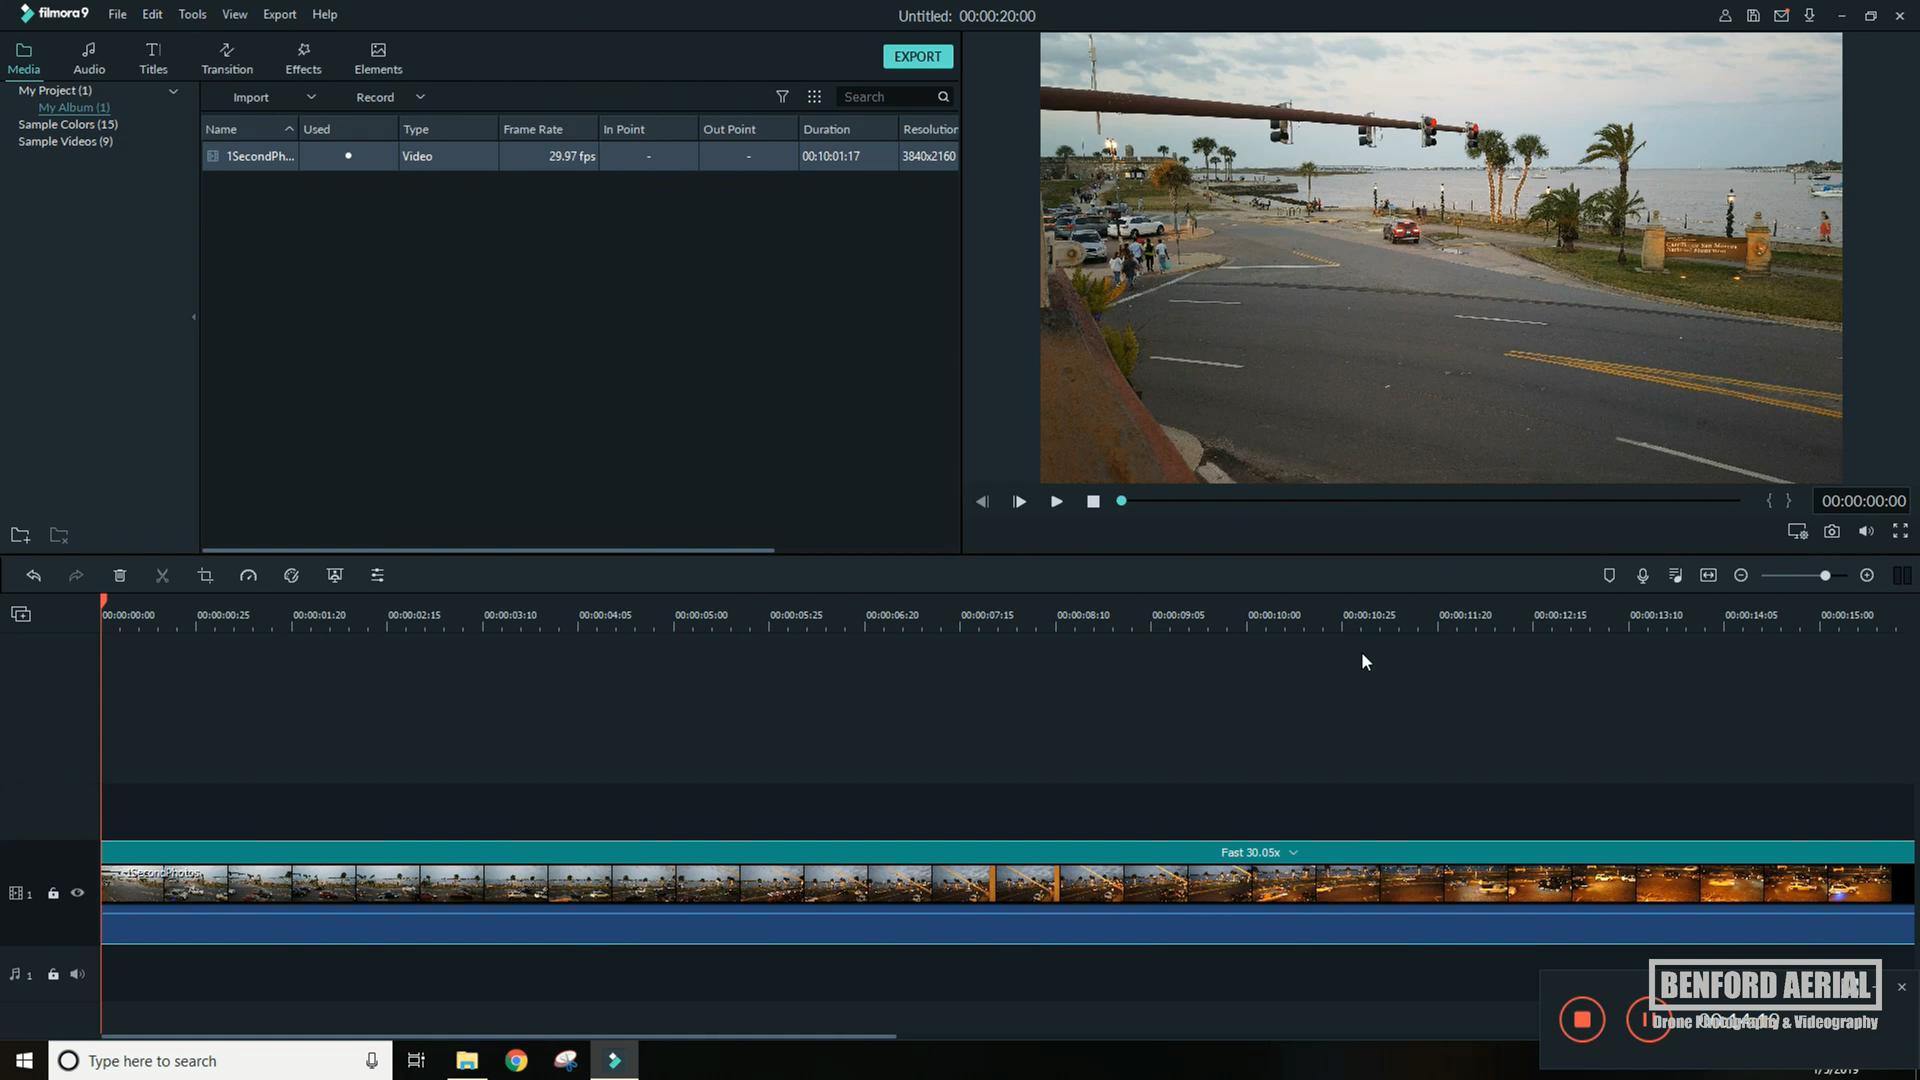 filmora9
File Edit Tools View Export Help
Untitled: 00:00:20:00
Media Audio Titles Transition Effects Elements
EXPORT
My Project (1)
My Album (1)
Sample Colors (15)
Sample Videos (9)
Import Record Search
Name Used Type Frame Rate In Point Out Point Duration Resolution
1SecondPh... Video 29.97 fps - - 00:10:01:17 3840x2160
00:00:00:00
00:00:00:00 00:00:00:25 00:00:01:20 00:00:02:15 00:00:03:10 00:00:04:05 00:00:05:00 00:00:05:25 00:00:06:20 00:00:07:15 00:00:08:10 00:00:09:05 00:00:10:00 00:00:10:25 00:00:11:20 00:00:12:15 00:00:13:10 00:00:14:05 00:00:15:00
Fast 30.05x
1SecondPhotos
1
1
BENFORD AERIAL
Drone Photography & Videography
Type here to search